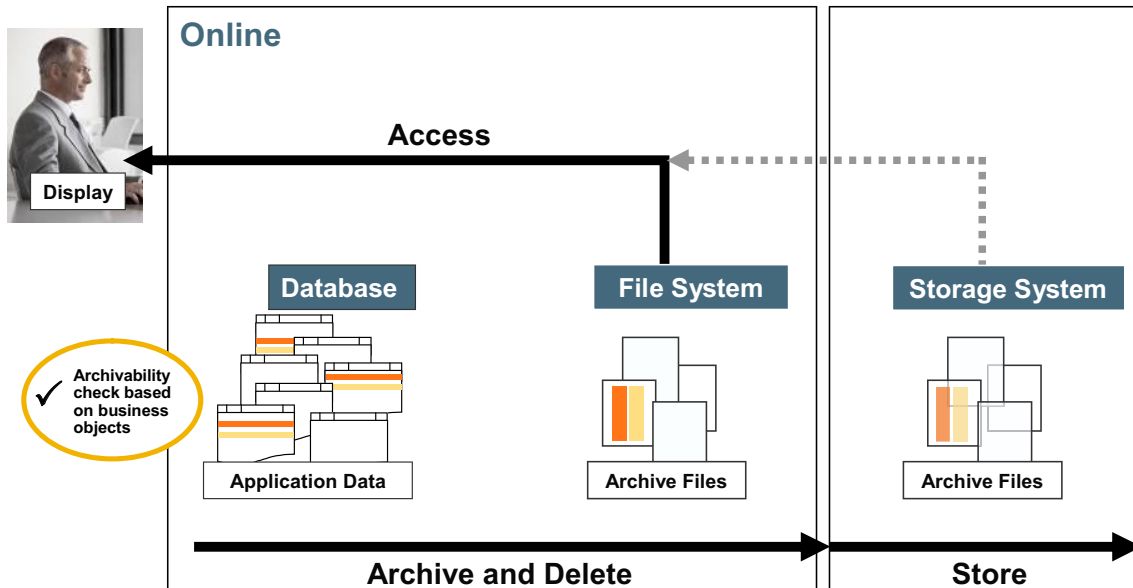 Online
Access
Display
Database
File System
Storage System
Archivability
check based
on business
objects
Application Data
Archive Files
Archive Files
Archive and Delete
Store